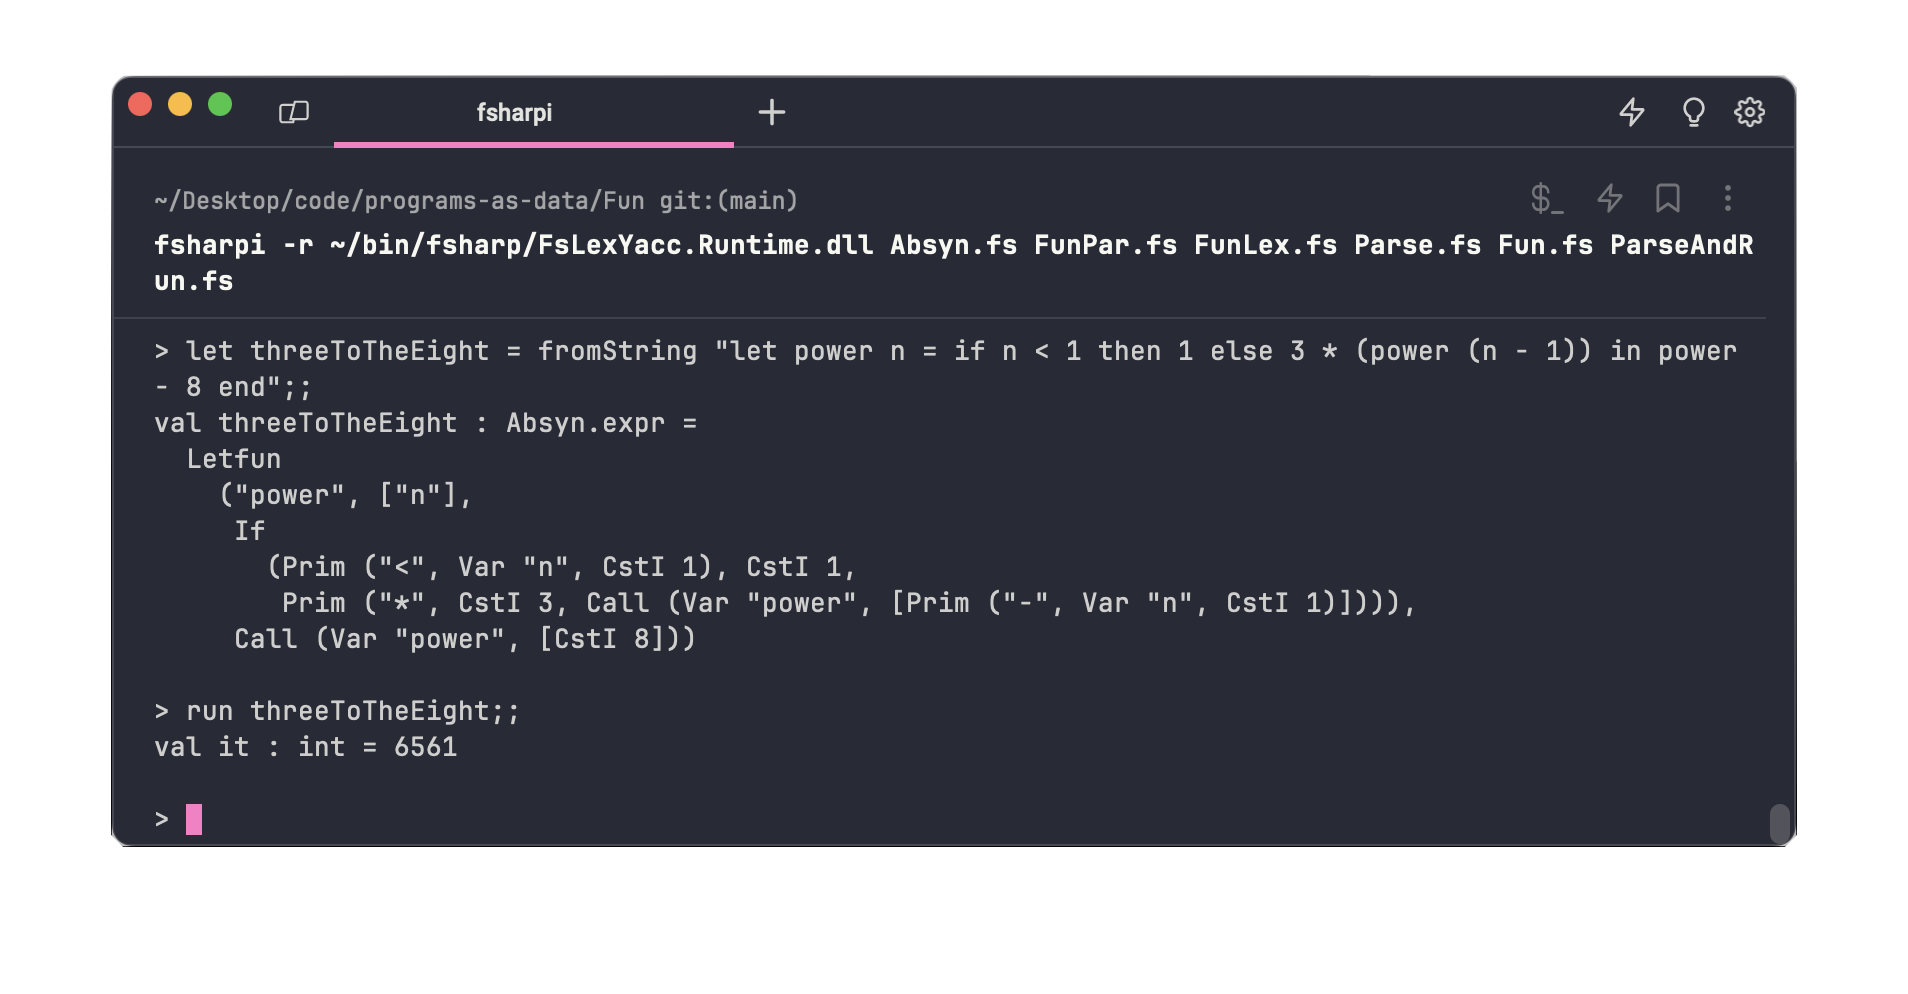 fsharpi
~/Desktop/code/programs-as-data/Fun git:(main)
$_
fsharpi -r ~/bin/fsharp/FsLexYacc.Runtime.dll Absyn.fs FunPar.fs FunLex.fs Parse.fs Fun.fs ParseAndR
un.fs
> let threeToTheEight = fromString "let power n = if n < 1 then 1 else 3 * (power (n - 1)) in power
- 8 end";;
val threeToTheEight : Absyn.expr =
  Letfun
    ("power", ["n"],
     If
       (Prim ("<", Var "n", CstI 1), CstI 1,
        Prim ("*", CstI 3, Call (Var "power", [Prim ("-", Var "n", CstI 1)]))),
     Call (Var "power", [CstI 8]))
> run threeToTheEight;;
val it : int = 6561
>